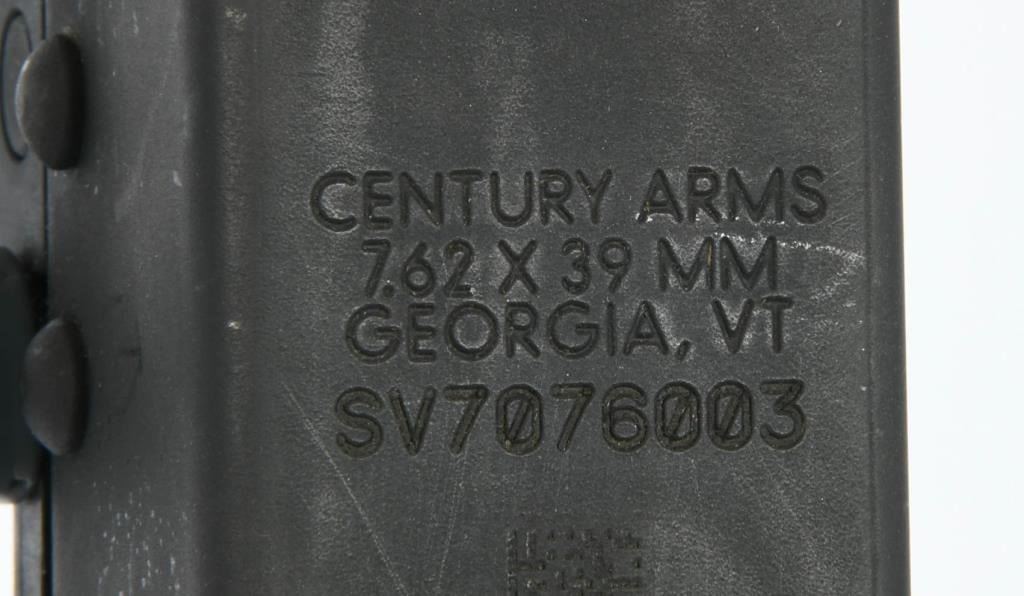 CENTURY ARMS
7.62 X 39 MM
GEORGIA, VT
SV7076003